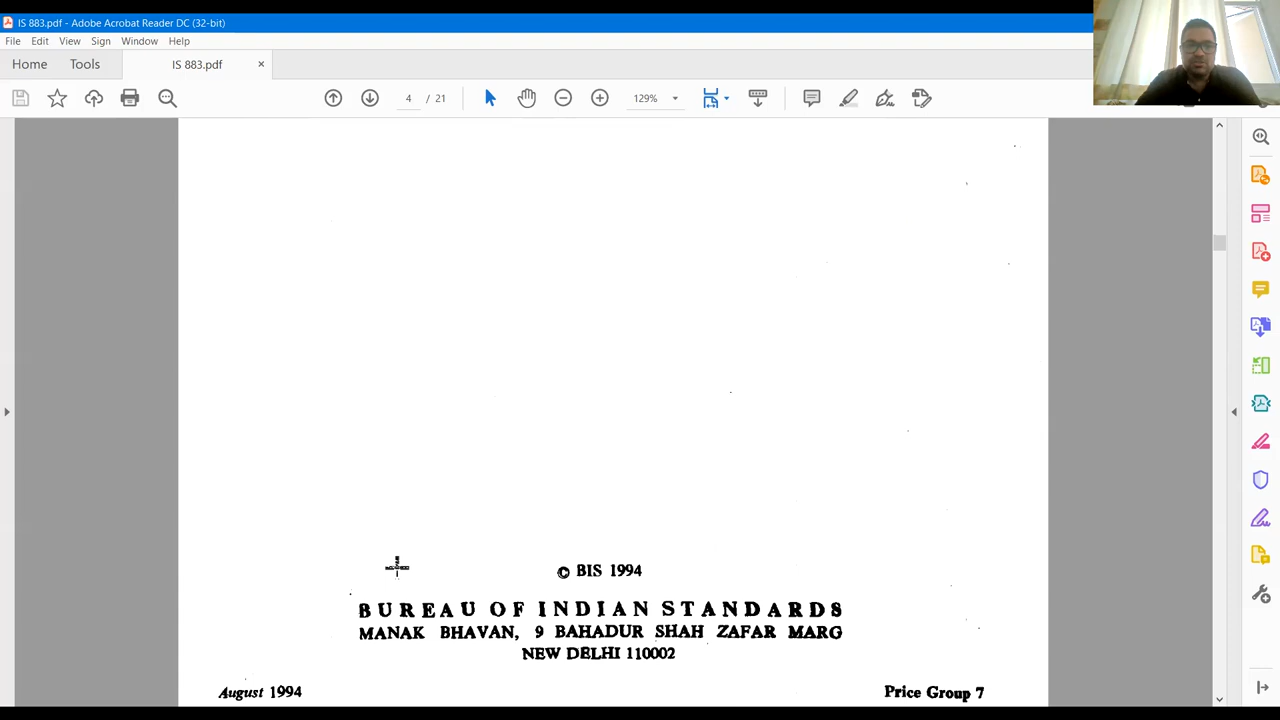 IS 883.pdf - Adobe Acrobat Reader DC (32-bit)
File Edit View Sign Window Help
Home Tools IS 883.pdf ×
4 / 21 129%
© BIS 1994
BUREAU OF INDIAN STANDARDS
MANAK BHAVAN, 9 BAHADUR SHAH ZAFAR MARG
NEW DELHI 110002
August 1994 Price Group 7